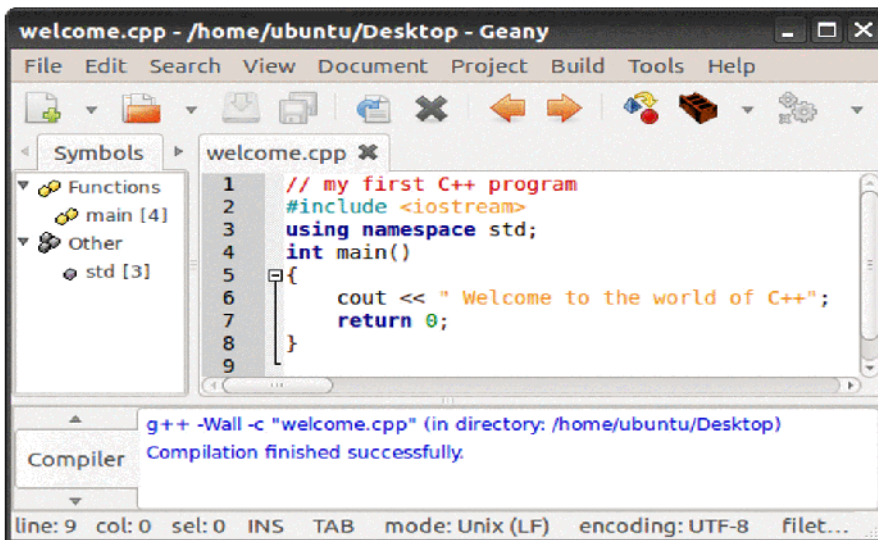 welcome.cpp - /home/ubuntu/Desktop - Geany
File Edit Search View Document Project Build Tools Help
Symbols
welcome.cpp
Functions
main [4]
Other
std [3]
1 // my first C++ program
2 #include <iostream>
3 using namespace std;
4 int main()
5 {
6 cout << " Welcome to the world of C++";
7 return 0;
8 }
9
Compiler
g++ -Wall -c "welcome.cpp" (in directory: /home/ubuntu/Desktop)
Compilation finished successfully.
line: 9 col: 0 sel: 0 INS TAB mode: Unix (LF) encoding: UTF-8 filet...